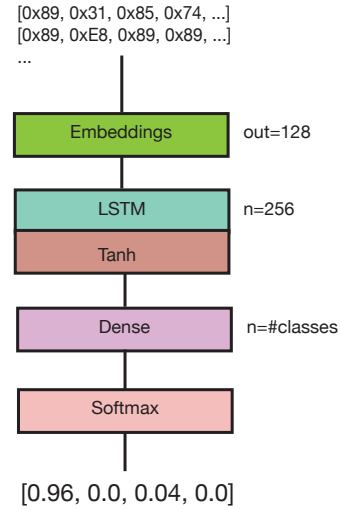 [0x89, 0x31, 0x85, 0x74, ...]
[0x89, 0xE8, 0x89, 0x89, ...]
...
Embeddings out=128
LSTM n=256
Tanh
Dense n=#classes
Softmax
[0.96, 0.0, 0.04, 0.0]